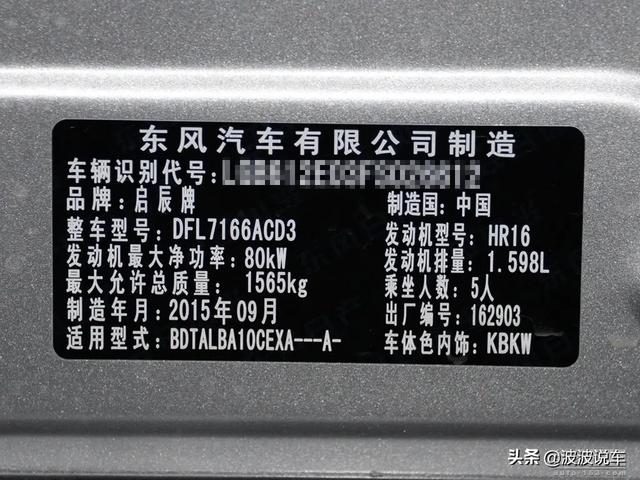 东风汽车有限公司制造
车辆识别代号:
品牌:启辰牌 制造国:中国
整车型号:DFL7166ACD3 发动机型号:HR16
发动机最大净功率:80kW 发动机排量:1.598L
最大允许总质量: 1565kg 乘坐人数:5人
制造年月:2015年09月 出厂编号:162903
适用型式:BDTALBA10CEXA---A- 车体色内饰:KBKW
头条 @波波说车